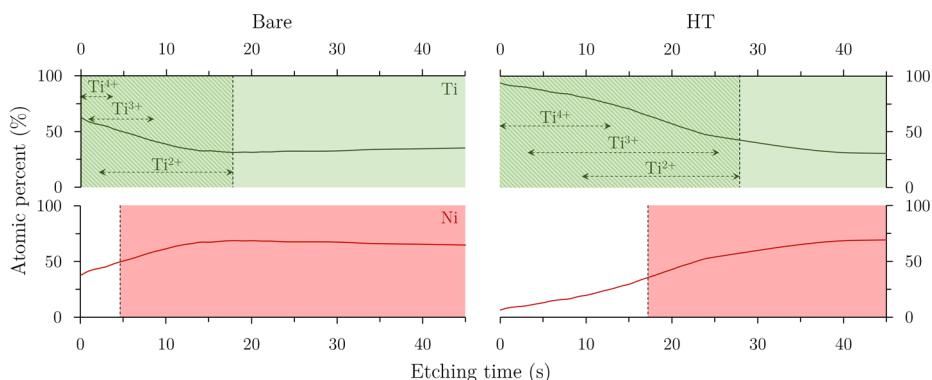 Bare HT
0 10 20 30 40 0 10 20 30 40
100 Ti⁴⁺ Ti 100
Ti³⁺ Ti⁴⁺
50 50
Ti³⁺
Ti²⁺ Ti²⁺
0 0
100 Ni 100
50 50
0 0
0 10 20 30 40 0 10 20 30 40
Atomic percent (%)
Etching time (s)